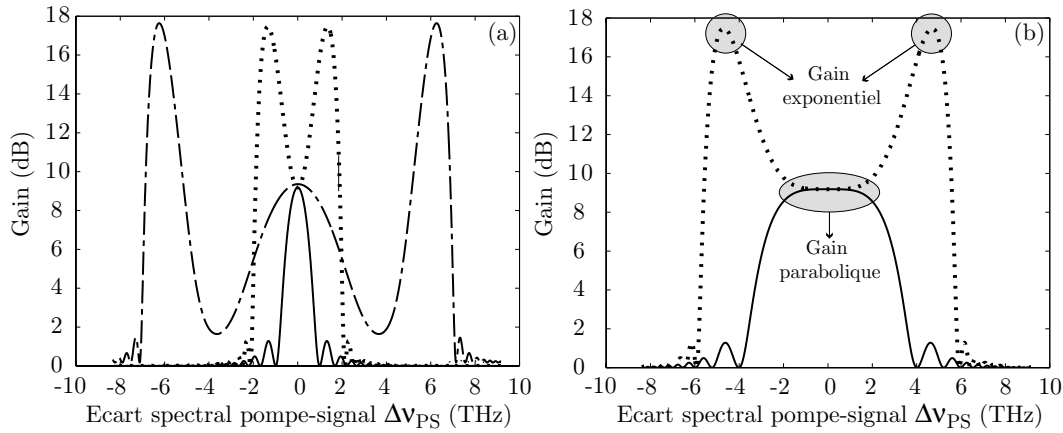 18
16
14
12
10
8
6
4
2
0
Gain (dB)
(a)
-10 -8 -6 -4 -2 0 2 4 6 8 10
Ecart spectral pompe-signal Δν_PS (THz)
18
16
14
12
10
8
6
4
2
0
Gain (dB)
(b)
Gain
exponentiel
Gain
parabolique
-10 -8 -6 -4 -2 0 2 4 6 8 10
Ecart spectral pompe-signal Δν_PS (THz)